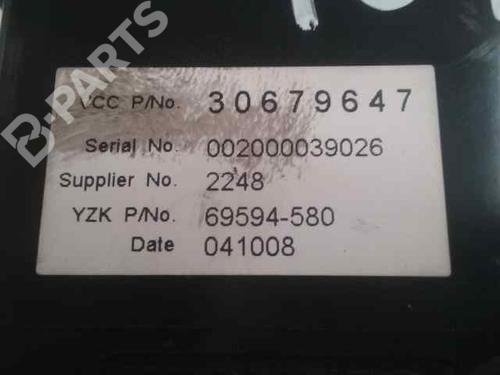 B-PARTS
VCC P/No. 30679647
Serial No. 002000039026
Supplier No. 2248
YZK P/No. 69594-580
Date 041008